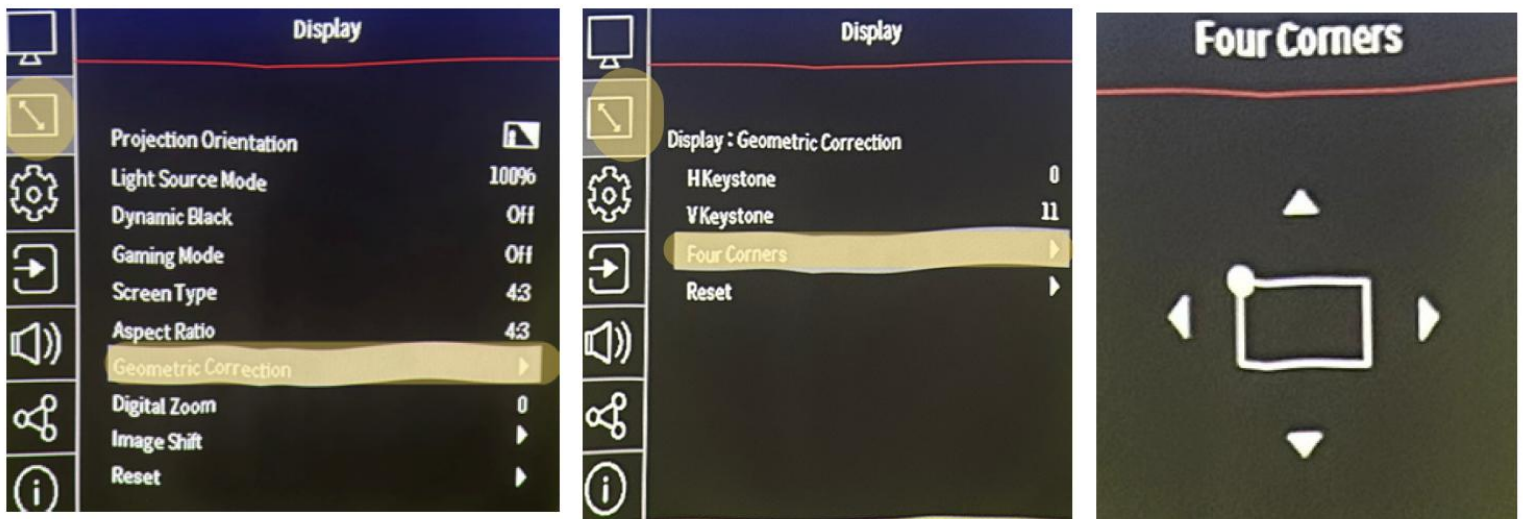 Display
Projection Orientation
Light Source Mode 100%
Dynamic Black Off
Gaming Mode Off
Screen Type 4:3
Aspect Ratio 4:3
Geometric Correction
Digital Zoom 0
Image Shift
Reset
Display
Display : Geometric Correction
H Keystone 0
V Keystone 11
Four Corners
Reset
Four Corners